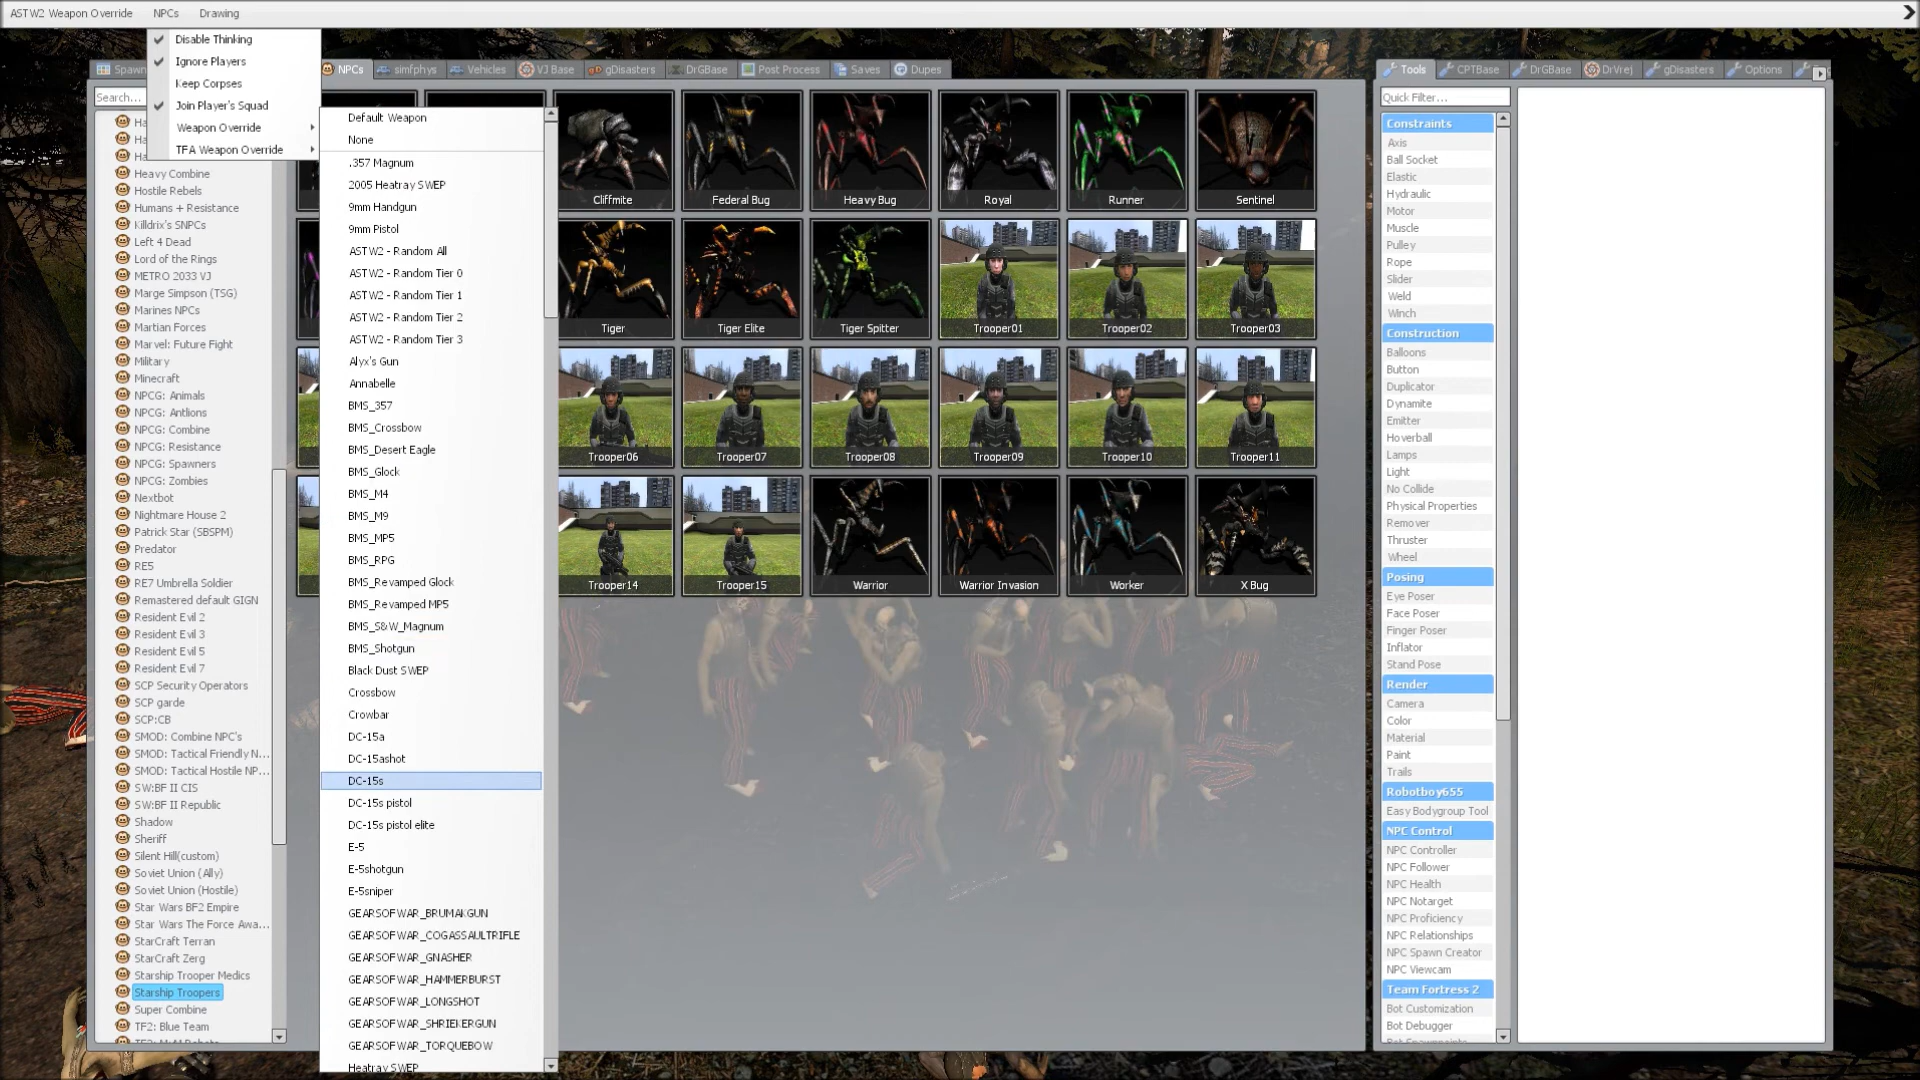 ASTW2 Weapon Override
NPCs
Drawing
Disable Thinking
Ignore Players
Keep Corpses
Join Player's Squad
Weapon Override
TFA Weapon Override
NPCs
simfphys
Vehicles
VJ Base
gDisasters
DrGBase
Post Process
Saves
Dupes
Search...
Heavy Combine
Hostile Rebels
Humans + Resistance
Killdrix's SNPCs
Left 4 Dead
Lord of the Rings
METRO 2033 VJ
Marge Simpson (TSG)
Marines NPCs
Martian Forces
Marvel: Future Fight
Military
Minecraft
NPCG: Animals
NPCG: Antlions
NPCG: Combine
NPCG: Resistance
NPCG: Spawners
NPCG: Zombies
Nextbot
Nightmare House 2
Patrick Star (SBSPM)
Predator
RE5
RE7 Umbrella Soldier
Remastered default GIGN
Resident Evil 2
Resident Evil 3
Resident Evil 5
Resident Evil 7
SCP Security Operators
SCP garde
SCP:CB
SMOD: Combine NPC's
SMOD: Tactical Friendly N...
SMOD: Tactical Hostile NP...
SW:BF II CIS
SW:BF II Republic
Shadow
Sheriff
Silent Hill(custom)
Soviet Union (Ally)
Soviet Union (Hostile)
Star Wars BF2 Empire
Star Wars The Force Awa...
StarCraft Terran
StarCraft Zerg
Starship Trooper Medics
Starship Troopers
Super Combine
TF2: Blue Team
Default Weapon
None
.357 Magnum
2005 Heatray SWEP
9mm Handgun
9mm Pistol
ASTW2 - Random All
ASTW2 - Random Tier 0
ASTW2 - Random Tier 1
ASTW2 - Random Tier 2
ASTW2 - Random Tier 3
Alyx's Gun
Annabelle
BMS_357
BMS_Crossbow
BMS_Desert Eagle
BMS_Glock
BMS_M4
BMS_M9
BMS_MP5
BMS_RPG
BMS_Revamped Glock
BMS_Revamped MP5
BMS_S&W_Magnum
BMS_Shotgun
Black Dust SWEP
Crossbow
Crowbar
DC-15a
DC-15ashot
DC-15s
DC-15s pistol
DC-15s pistol elite
E-5
E-5shotgun
E-5sniper
GEARSOFWAR_BRUMAKGUN
GEARSOFWAR_COGASSAULTRIFLE
GEARSOFWAR_GNASHER
GEARSOFWAR_HAMMERBURST
GEARSOFWAR_LONGSHOT
GEARSOFWAR_SHRIEKERGUN
GEARSOFWAR_TORQUEBOW
Heatray SWEP
Cliffmite
Federal Bug
Heavy Bug
Royal
Runner
Sentinel
Tiger
Tiger Elite
Tiger Spitter
Trooper01
Trooper02
Trooper03
Trooper06
Trooper07
Trooper08
Trooper09
Trooper10
Trooper11
Trooper14
Trooper15
Warrior
Warrior Invasion
Worker
X Bug
Tools
CPTBase
DrGBase
DrVrej
gDisasters
Options
Quick Filter...
Constraints
Axis
Ball Socket
Elastic
Hydraulic
Motor
Muscle
Pulley
Rope
Slider
Weld
Winch
Construction
Balloons
Button
Duplicator
Dynamite
Emitter
Hoverball
Lamps
Light
No Collide
Physical Properties
Remover
Thruster
Wheel
Posing
Eye Poser
Face Poser
Finger Poser
Inflator
Stand Pose
Render
Camera
Color
Material
Paint
Trails
Robotboy655
Easy Bodygroup Tool
NPC Control
NPC Controller
NPC Follower
NPC Health
NPC Notarget
NPC Proficiency
NPC Relationships
NPC Spawn Creator
NPC Viewcam
Team Fortress 2
Bot Customization
Bot Debugger